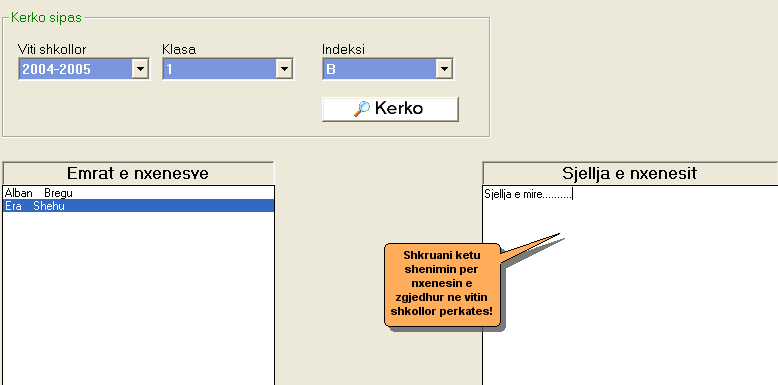 Kerko sipas
Viti shkollor Klasa Indeksi
2004-2005 1 B
Kerko
Emrat e nxenesve
Alban Bregu
Era Shehu
Sjellja e nxenesit
Sjellja e mire..........
Shkruani ketu
shenimin per
nxenesin e
zgjedhur ne vitin
shkollor perkates!